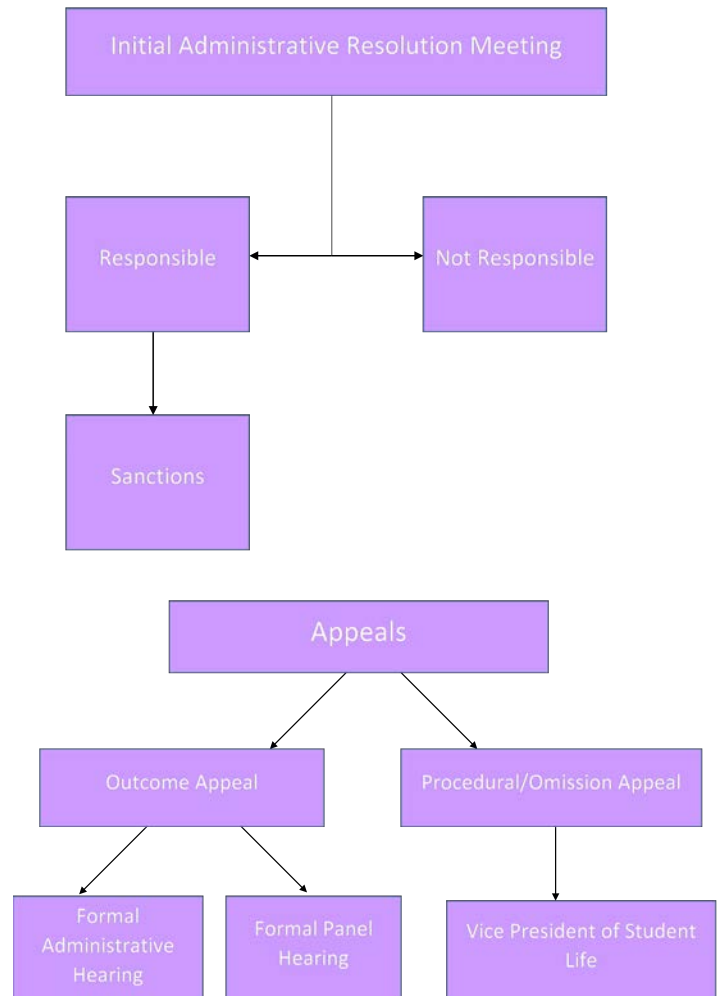 Initial Administrative Resolution Meeting
Responsible
Not Responsible
Sanctions
Appeals
Outcome Appeal
Procedural/Omission Appeal
Formal
Administrative
Hearing
Formal Panel
Hearing
Vice President of Student
Life